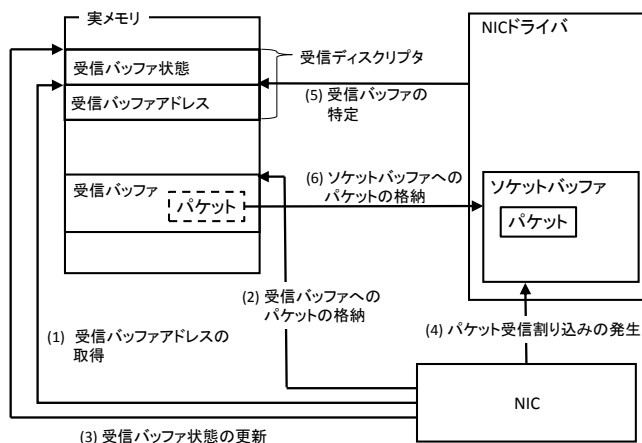 実メモリ
受信バッファ状態
受信バッファアドレス
受信ディスクリプタ
NICドライバ
(5) 受信バッファの
特定
受信バッファ
パケット
(6) ソケットバッファへの
パケットの格納
ソケットバッファ
パケット
(2) 受信バッファへの
パケットの格納
(1) 受信バッファアドレスの
取得
(4) パケット受信割り込みの発生
NIC
(3) 受信バッファ状態の更新